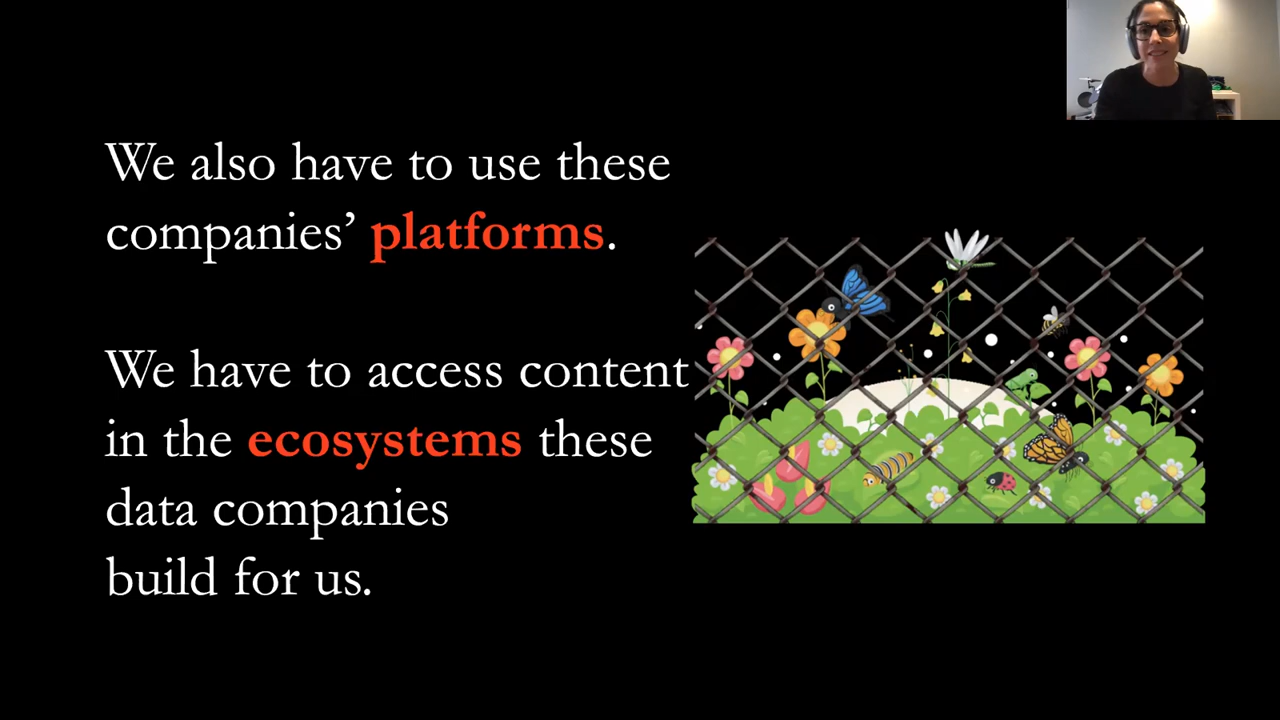 We also have to use these
companies’ platforms.
We have to access content
in the ecosystems these
data companies
build for us.